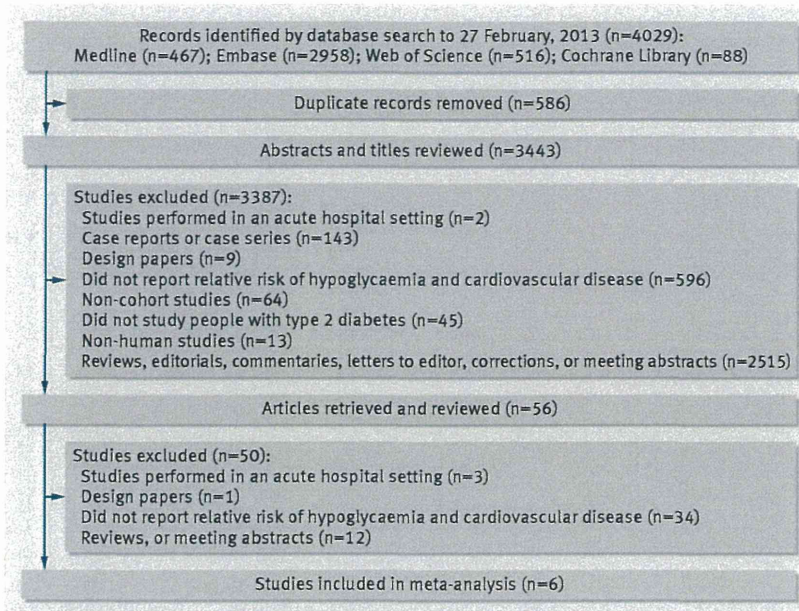 Records identified by database search to 27 February, 2013 (n=4029):
Medline (n=467); Embase (n=2958); Web of Science (n=516); Cochrane Library (n=88)
Duplicate records removed (n=586)
Abstracts and titles reviewed (n=3443)
Studies excluded (n=3387):
Studies performed in an acute hospital setting (n=2)
Case reports or case series (n=143)
Design papers (n=9)
Did not report relative risk of hypoglycaemia and cardiovascular disease (n=596)
Non-cohort studies (n=64)
Did not study people with type 2 diabetes (n=45)
Non-human studies (n=13)
Reviews, editorials, commentaries, letters to editor, corrections, or meeting abstracts (n=2515)
Articles retrieved and reviewed (n=56)
Studies excluded (n=50):
Studies performed in an acute hospital setting (n=3)
Design papers (n=1)
Did not report relative risk of hypoglycaemia and cardiovascular disease (n=34)
Reviews, or meeting abstracts (n=12)
Studies included in meta-analysis (n=6)